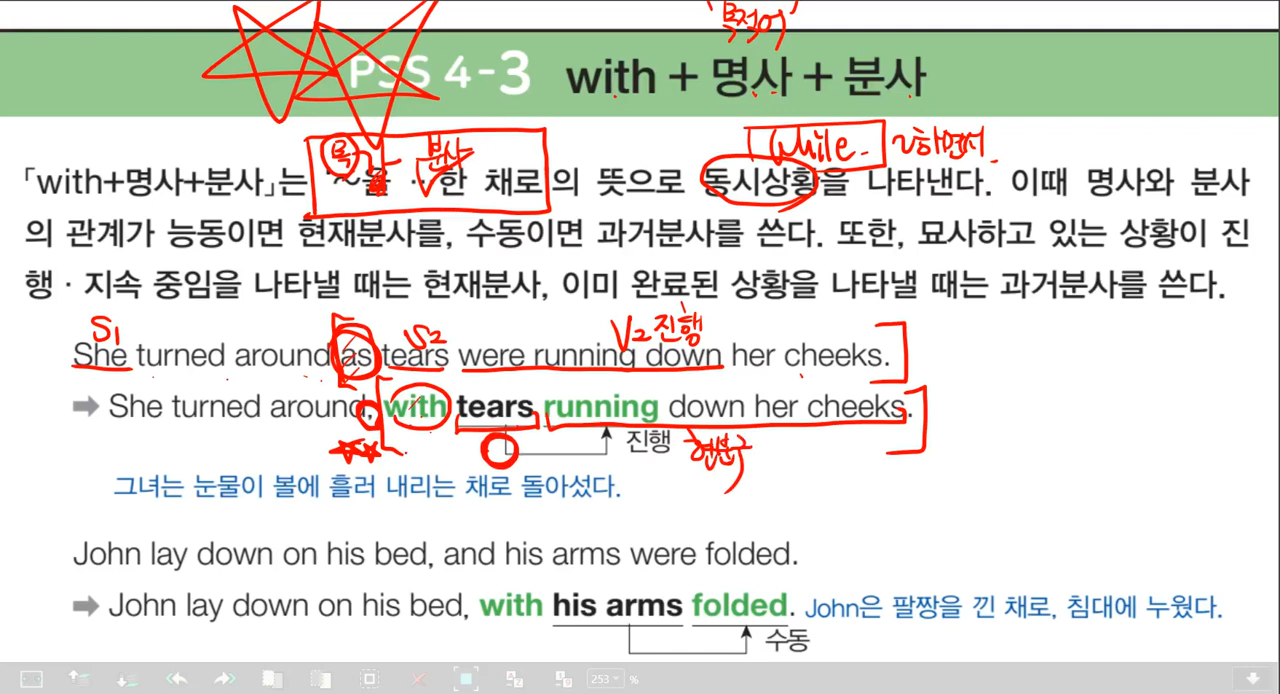 '목적어'
PSS 4-3 with + 명사 + 분사
while ~하면서
목 분사
「with+명사+분사」는 '~을 · · 한 채로'의 뜻으로 동시상황을 나타낸다. 이때 명사와 분사
의 관계가 능동이면 현재분사를, 수동이면 과거분사를 쓴다. 또한, 묘사하고 있는 상황이 진
행 · 지속 중임을 나타낼 때는 현재분사, 이미 완료된 상황을 나타낼 때는 과거분사를 쓴다.
S1 S2 V2 진행
She turned around as tears were running down her cheeks.
➡ She turned around, with tears running down her cheeks.
진행
그녀는 눈물이 볼에 흘러 내리는 채로 돌아섰다.
John lay down on his bed, and his arms were folded.
➡ John lay down on his bed, with his arms folded. John은 팔짱을 낀 채로, 침대에 누웠다.
수동
253 %